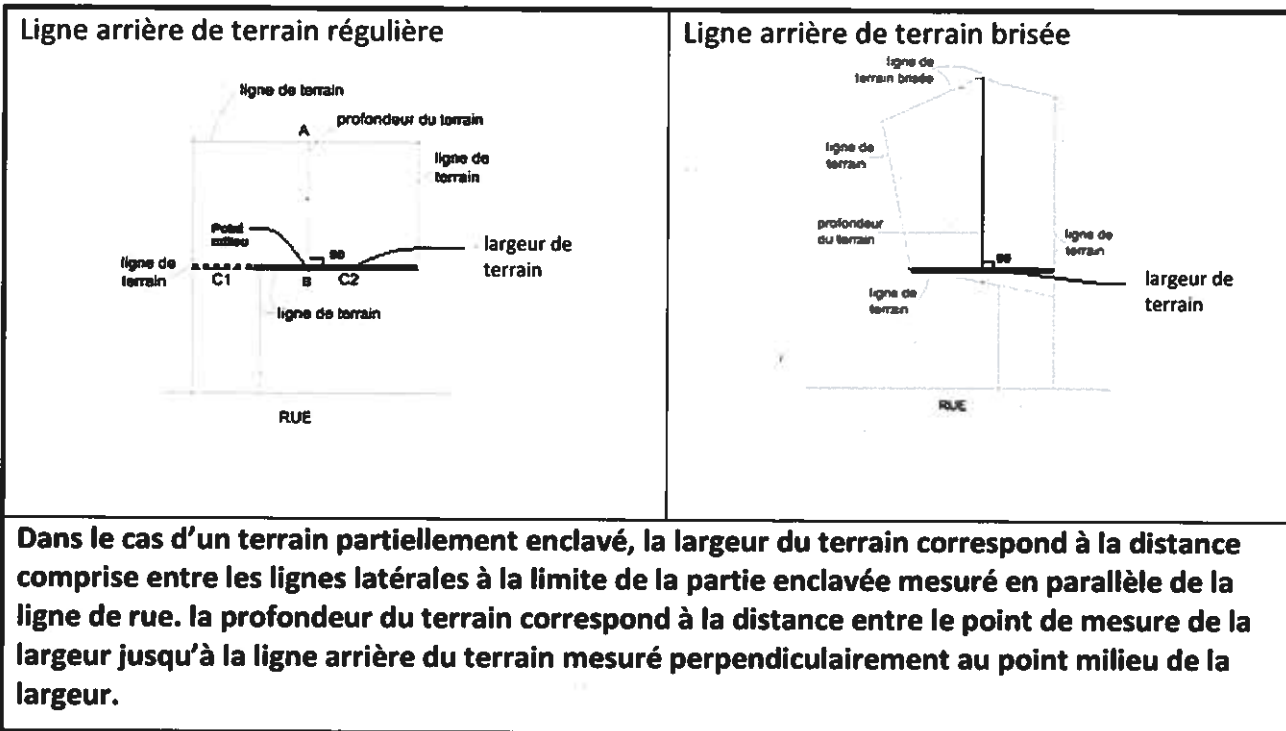 Ligne arrière de terrain régulière
ligne de terrain
A
profondeur du terrain
ligne de
terrain
Point
milieu
90
largeur de
terrain
ligne de
terrain
C1
B
C2
ligne de terrain
RUE
Ligne arrière de terrain brisée
ligne de
terrain brisée
ligne de
terrain
profondeur
du terrain
ligne de
terrain
90
largeur de
terrain
ligne de
terrain
RUE
Dans le cas d'un terrain partiellement enclavé, la largeur du terrain correspond à la distance
comprise entre les lignes latérales à la limite de la partie enclavée mesuré en parallèle de la
ligne de rue. la profondeur du terrain correspond à la distance entre le point de mesure de la
largeur jusqu'à la ligne arrière du terrain mesuré perpendiculairement au point milieu de la
largeur.